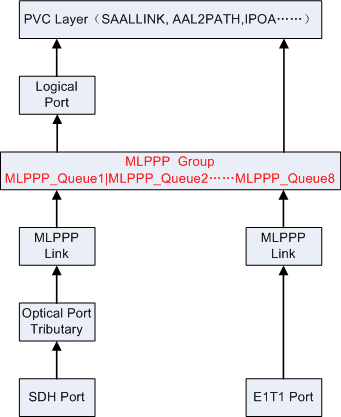 PVC Layer（SAALLINK, AAL2PATH,IPOA……）
Logical
Port
MLPPP Group
MLPPP_Queue1|MLPPP_Queue2……MLPPP_Queue8
MLPPP
Link
MLPPP
Link
Optical Port
Tributary
SDH Port
E1T1 Port